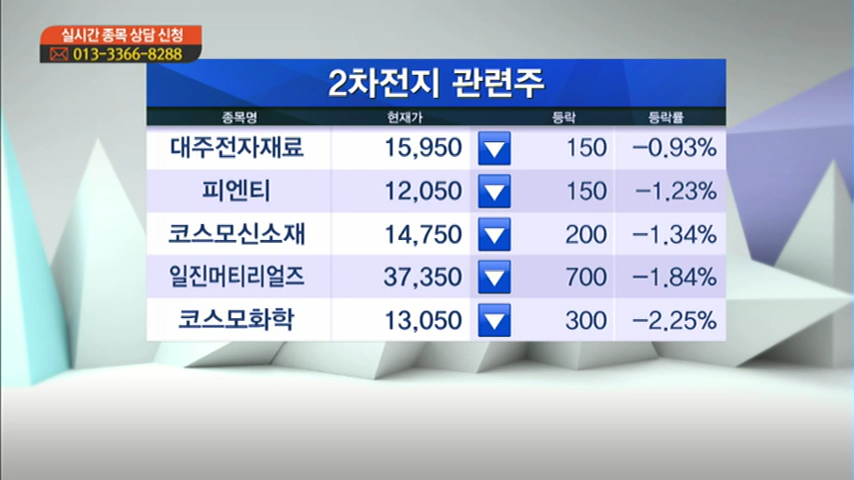 실시간 종목 상담 신청
013-3366-8288
2차전지 관련주
종목명 현재가 등락 등락률
대주전자재료 15,950 ▼ 150 -0.93%
피엔티 12,050 ▼ 150 -1.23%
코스모신소재 14,750 ▼ 200 -1.34%
일진머티리얼즈 37,350 ▼ 700 -1.84%
코스모화학 13,050 ▼ 300 -2.25%